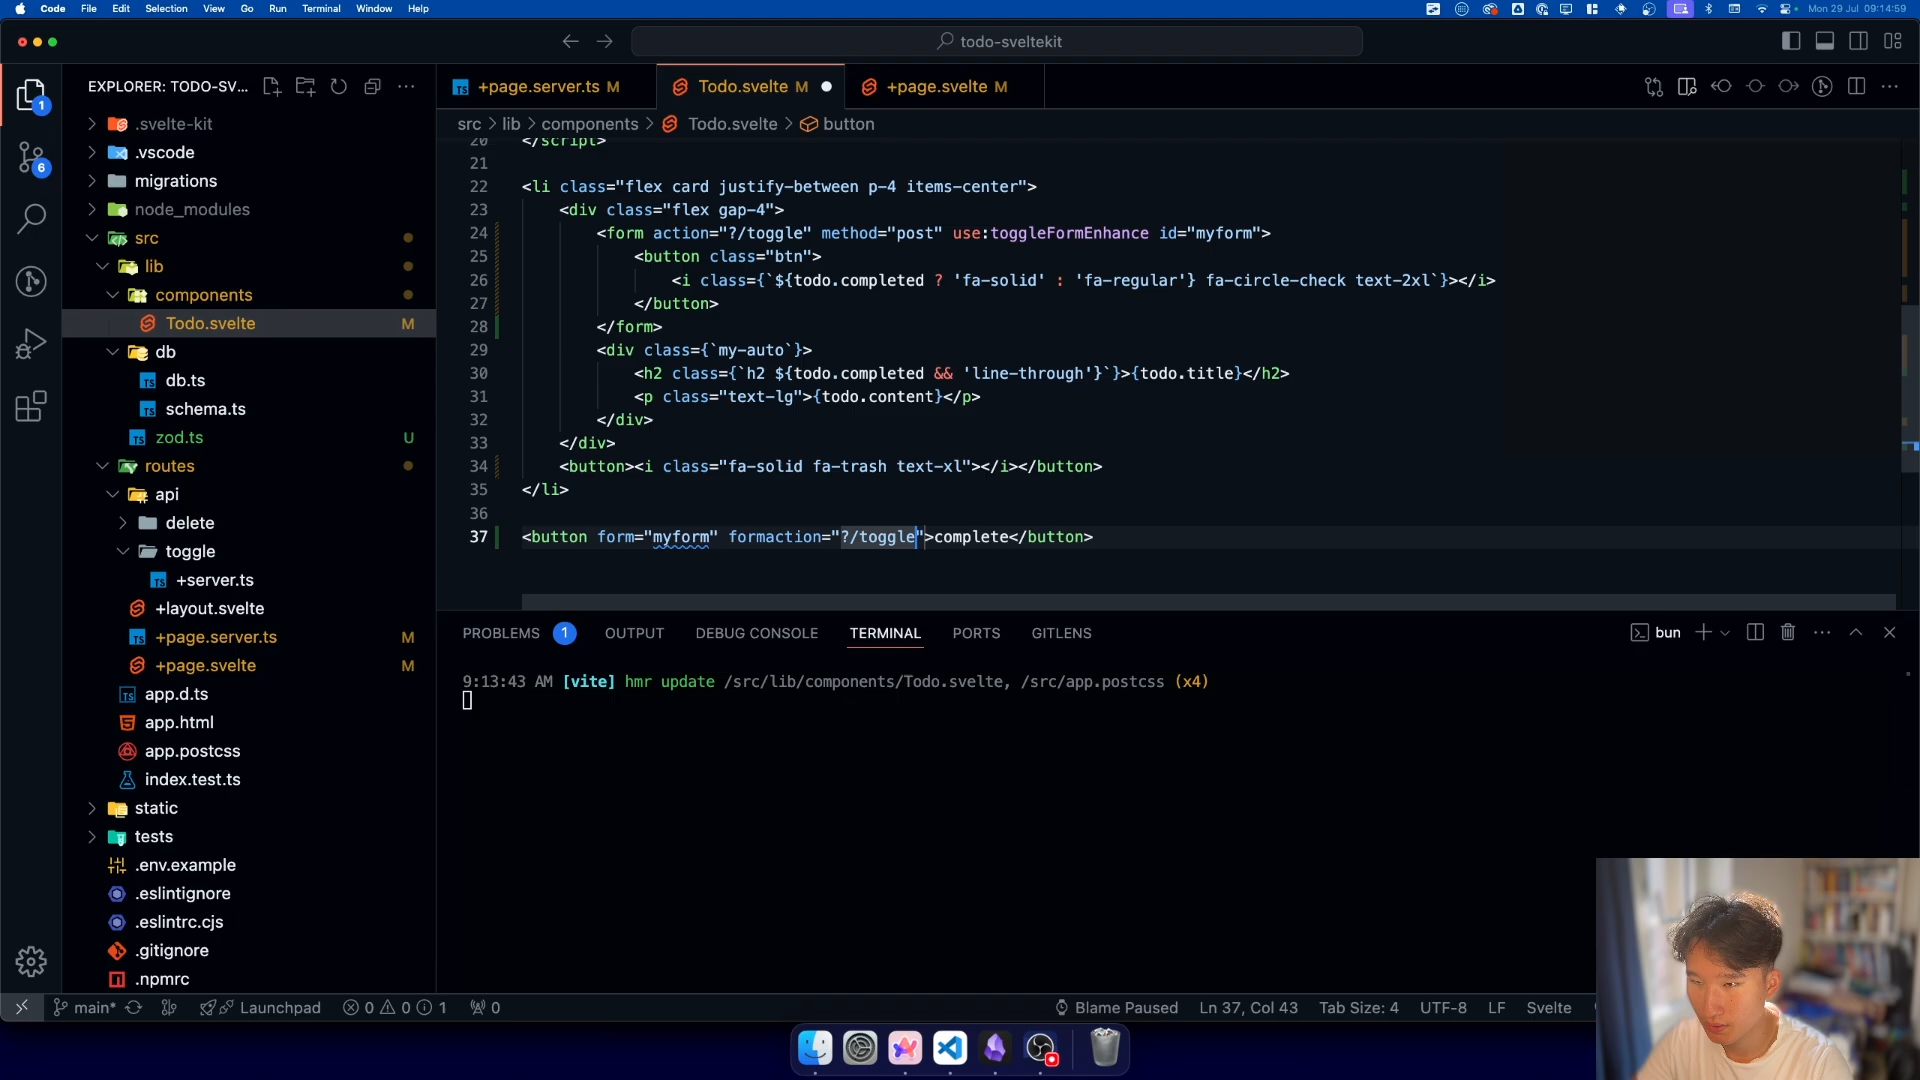 Code File Edit Selection View Go Run Terminal Window Help
Mon 29 Jul 09:14:59
todo-sveltekit
EXPLORER: TODO-SV...
+page.server.ts M
Todo.svelte M
+page.svelte M
src > lib > components > Todo.svelte > button
1
6
.svelte-kit
.vscode
migrations
node_modules
src
lib
components
Todo.svelte M
db
db.ts
schema.ts
zod.ts U
routes
api
delete
toggle
+server.ts
+layout.svelte
+page.server.ts M
+page.svelte M
app.d.ts
app.html
app.postcss
index.test.ts
static
tests
.env.example
.eslintignore
.eslintrc.cjs
.gitignore
.npmrc
20 </script>
21
22 <li class="flex card justify-between p-4 items-center">
23 <div class="flex gap-4">
24 <form action="?/toggle" method="post" use:toggleFormEnhance id="myform">
25 <button class="btn">
26 <i class={`${todo.completed ? 'fa-solid' : 'fa-regular'} fa-circle-check text-2xl`}></i>
27 </button>
28 </form>
29 <div class={`my-auto`}>
30 <h2 class={`h2 ${todo.completed && 'line-through'}`}>{todo.title}</h2>
31 <p class="text-lg">{todo.content}</p>
32 </div>
33 </div>
34 <button><i class="fa-solid fa-trash text-xl"></i></button>
35 </li>
36
37 <button form="myform" formaction="?/toggle">complete</button>
PROBLEMS 1 OUTPUT DEBUG CONSOLE TERMINAL PORTS GITLENS
bun
9:13:43 AM [vite] hmr update /src/lib/components/Todo.svelte, /src/app.postcss (x4)
main* Launchpad 0 0 1 0
Blame Paused Ln 37, Col 43 Tab Size: 4 UTF-8 LF Svelte